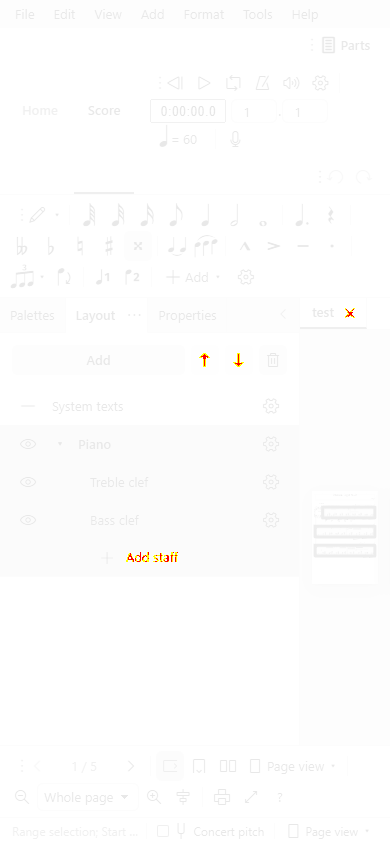 File Edit View Add Format Tools Help
Parts
Home Score
0:00:00.0 1 . 1
= 60
1 2 Add
Palettes Layout Properties test
Add
System texts
Piano
Treble clef
Bass clef
Add staff
1 / 5 Page view
Whole page ?
Range selection; Start ... Concert pitch Page view